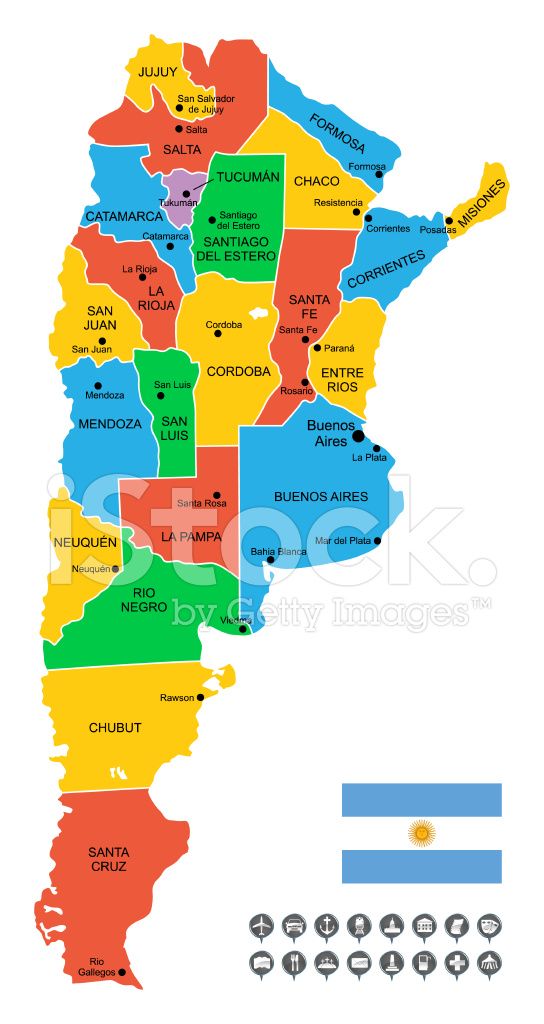 JUJUY
San Salvador
de Jujuy
Salta
SALTA
FORMOSA
Formosa
TUCUMÁN
Tukumán
CHACO
Resistencia
MISIONES
CATAMARCA
Catamarca
Santiago
del Estero
SANTIAGO
DEL ESTERO
Corrientes
Posadas
CORRIENTES
La Rioja
LA
RIOJA
SAN
JUAN
San Juan
SANTA
FE
Santa Fe
Cordoba
CORDOBA
Paraná
ENTRE
RIOS
Rosario
Mendoza
MENDOZA
San Luis
SAN
LUIS
Buenos
Aires
La Plata
BUENOS AIRES
Santa Rosa
LA PAMPA
Mar del Plata
Bahia Blanca
NEUQUÉN
Neuquén
iStock.
by Getty Images™
RIO
NEGRO
Viedma
Rawson
CHUBUT
SANTA
CRUZ
Rio
Gallegos